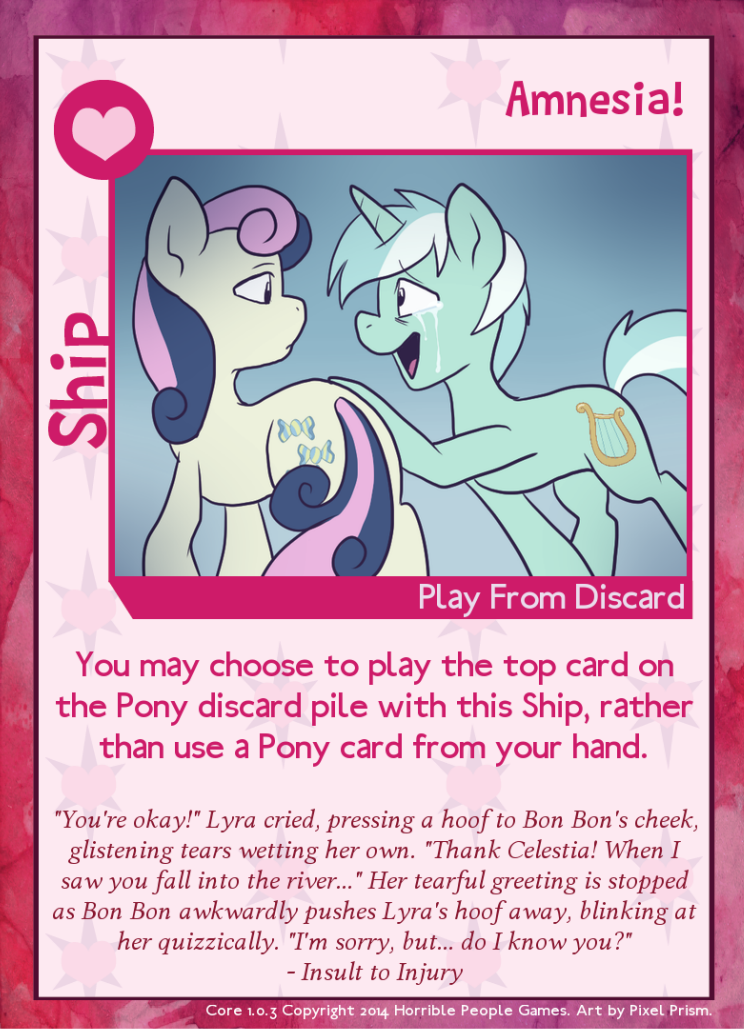 Amnesia!
Ship
Play From Discard
You may choose to play the top card on
the Pony discard pile with this Ship, rather
than use a Pony card from your hand.
"You're okay!" Lyra cried, pressing a hoof to Bon Bon's cheek,
glistening tears wetting her own. "Thank Celestia! When I
saw you fall into the river..." Her tearful greeting is stopped
as Bon Bon awkwardly pushes Lyra's hoof away, blinking at
her quizzically. "I'm sorry, but... do I know you?"
- Insult to Injury
Core 1.0.3 Copyright 2014 Horrible People Games. Art by Pixel Prism.